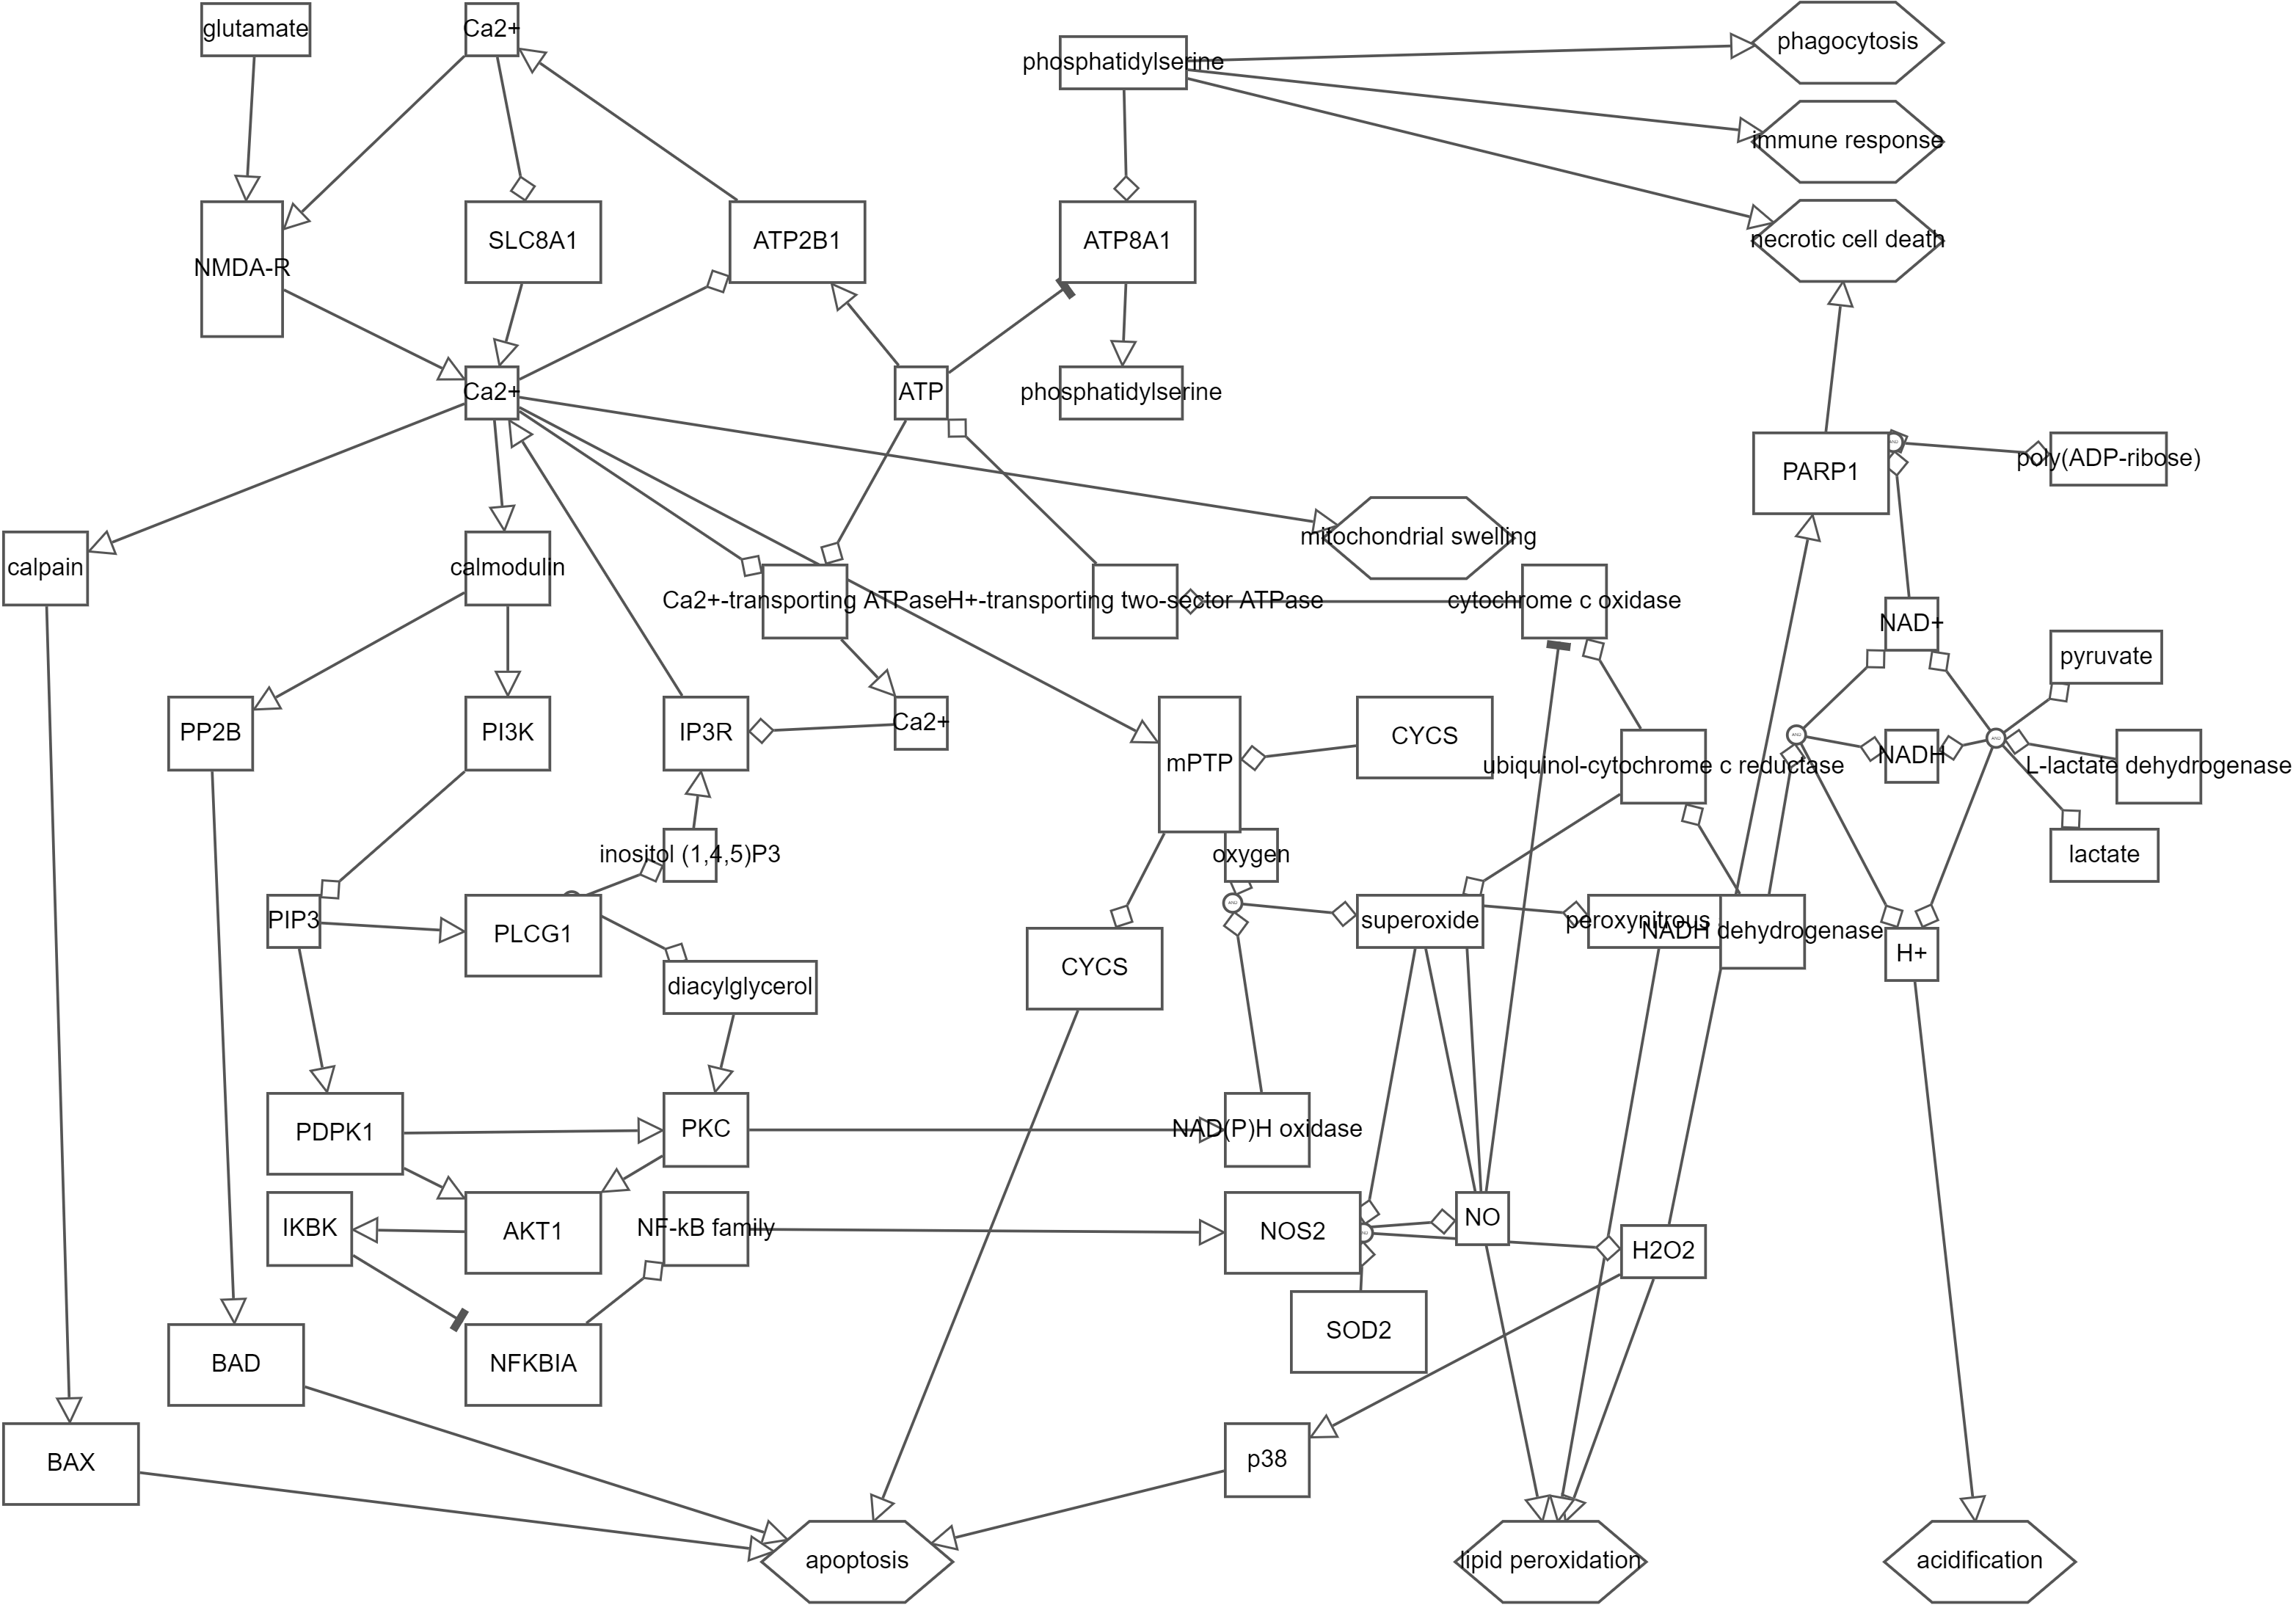 glutamate
Ca2+
phosphatidylserine
phagocytosis
immune response
necrotic cell death
NMDA-R
SLC8A1
ATP2B1
ATP8A1
Ca2+
ATP
phosphatidylserine
PARP1
poly(ADP-ribose)
mitochondrial swelling
calpain
calmodulin
Ca2+-transporting ATPase
H+-transporting two-sector ATPase
cytochrome c oxidase
NAD+
pyruvate
PP2B
PI3K
IP3R
Ca2+
mPTP
CYCS
ubiquinol-cytochrome c reductase
AND
NADH
AND
L-lactate dehydrogenase
inositol (1,4,5)P3
oxygen
lactate
PIP3
PLCG1
AND
superoxide
peroxynitrous
NADH dehydrogenase
H+
CYCS
diacylglycerol
PDPK1
PKC
NAD(P)H oxidase
IKBK
AKT1
NF-kB family
NOS2
NO
H2O2
SOD2
BAD
NFKBIA
BAX
p38
apoptosis
lipid peroxidation
acidification